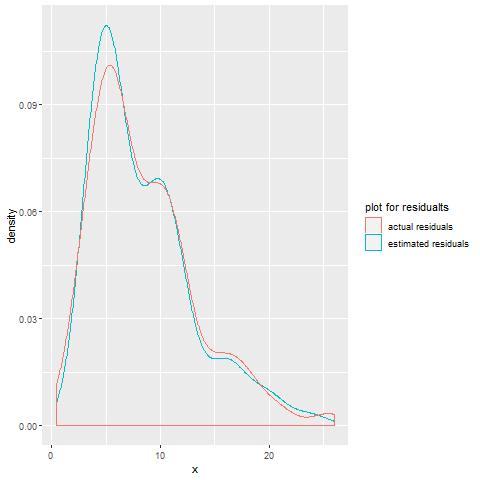 density
0.09
0.06
0.03
0.00
0
10
20
x
plot for residualts
actual residuals
estimated residuals